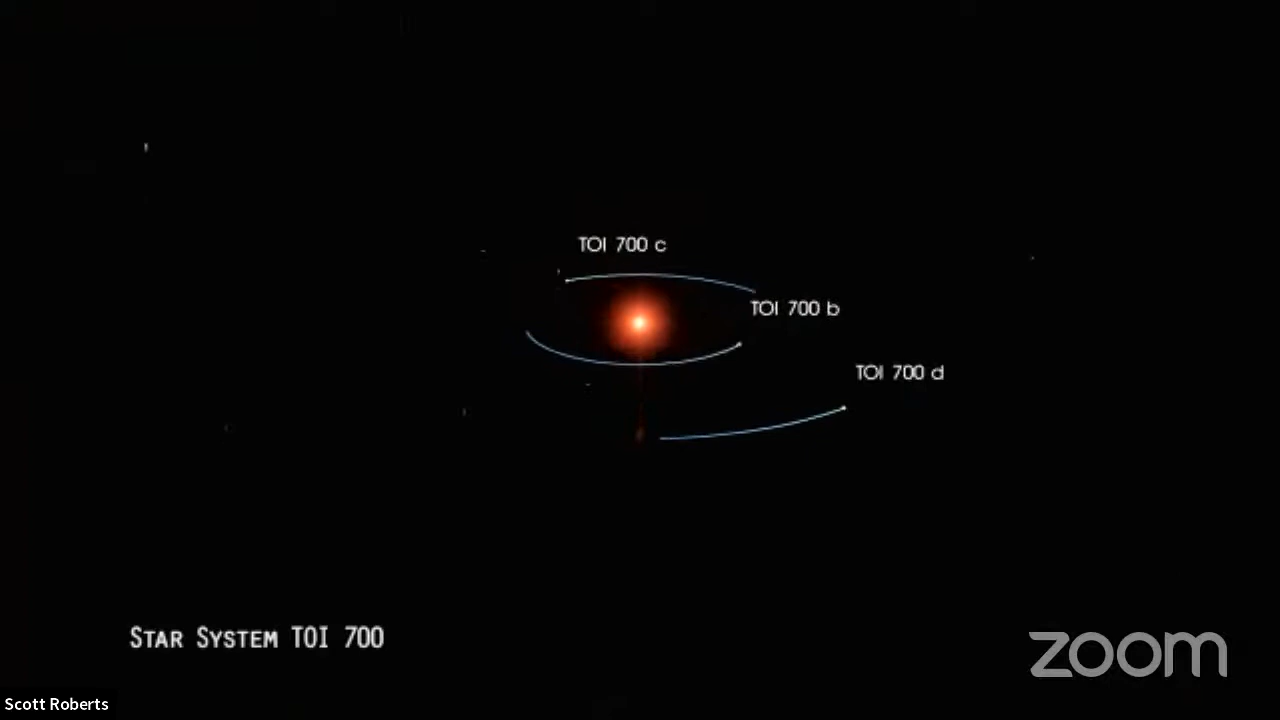 TOI 700 c
TOI 700 b
TOI 700 d
STAR SYSTEM TOI 700
zoom
Scott Roberts